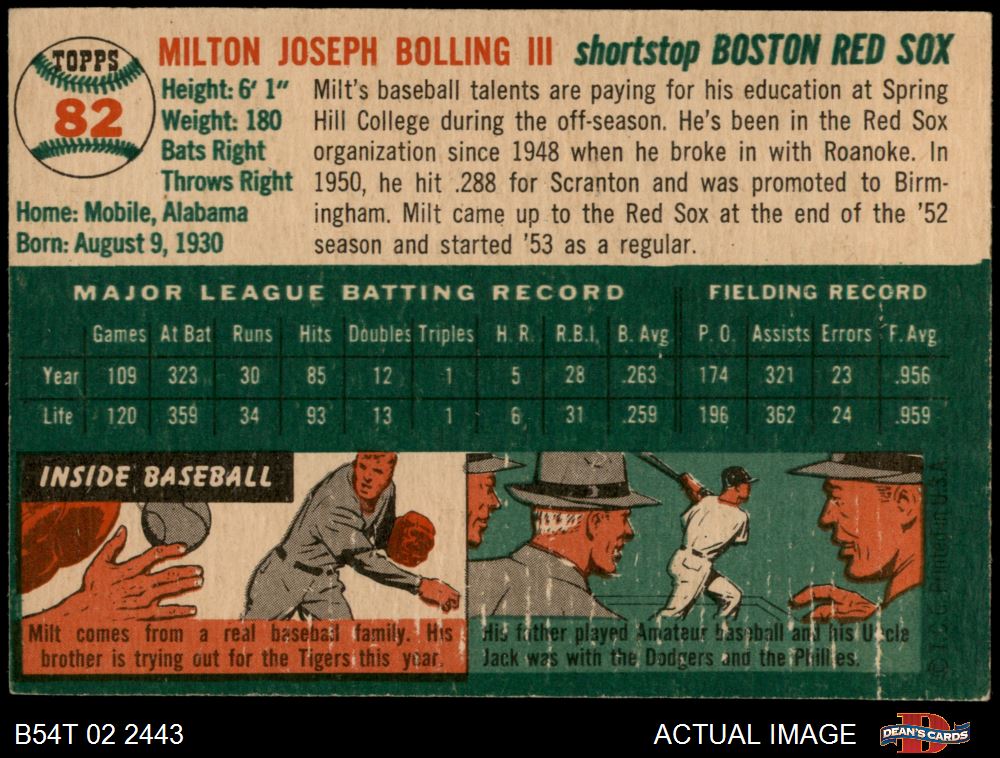 TOPPS
82
MILTON JOSEPH BOLLING III shortstop BOSTON RED SOX
Height: 6' 1"
Weight: 180
Bats Right
Throws Right
Home: Mobile, Alabama
Born: August 9, 1930
Milt's baseball talents are paying for his education at Spring
Hill College during the off-season. He's been in the Red Sox
organization since 1948 when he broke in with Roanoke. In
1950, he hit .288 for Scranton and was promoted to Birm-
ingham. Milt came up to the Red Sox at the end of the '52
season and started '53 as a regular.
MAJOR LEAGUE BATTING RECORD FIELDING RECORD
Games At Bat Runs Hits Doubles Triples H. R. R.B.I. B. Avg P. O. Assists Errors F. Avg.
Year 109 323 30 85 12 1 5 28 .263 174 321 23 .956
Life 120 359 34 93 13 1 6 31 .259 196 362 24 .959
INSIDE BASEBALL
Milt comes from a real baseball family. His
brother is trying out for the Tigers this year.
His father played Amateur baseball and his Uncle
Jack was with the Dodgers and the Phillies.
© T. C. G. Printed in U.S.A.
B54T 02 2443
ACTUAL IMAGE
DEAN'S CARDS